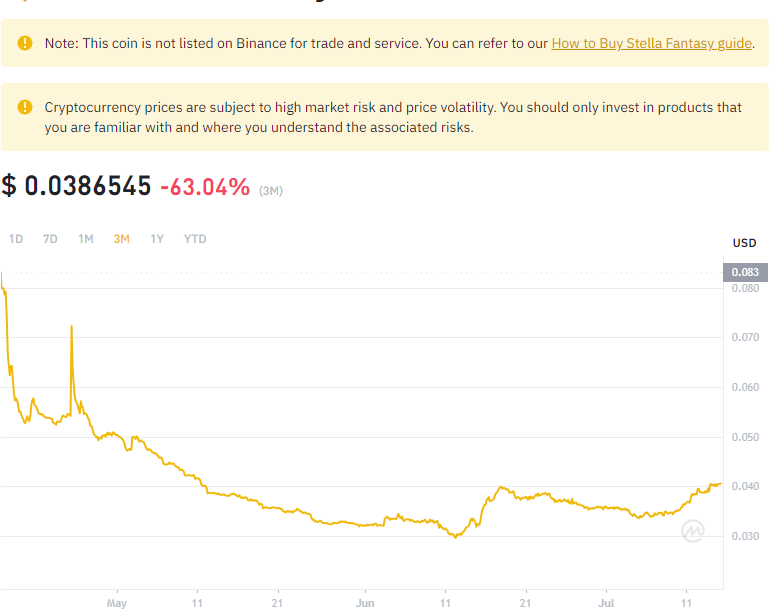 Note: This coin is not listed on Binance for trade and service. You can refer to our How to Buy Stella Fantasy guide.
Cryptocurrency prices are subject to high market risk and price volatility. You should only invest in products that
you are familiar with and where you understand the associated risks.
$ 0.0386545 -63.04% (3M)
1D 7D 1M 3M 1Y YTD
USD
0.083
0.080
0.070
0.060
0.050
0.040
0.030
May 11 21 Jun 11 21 Jul 11